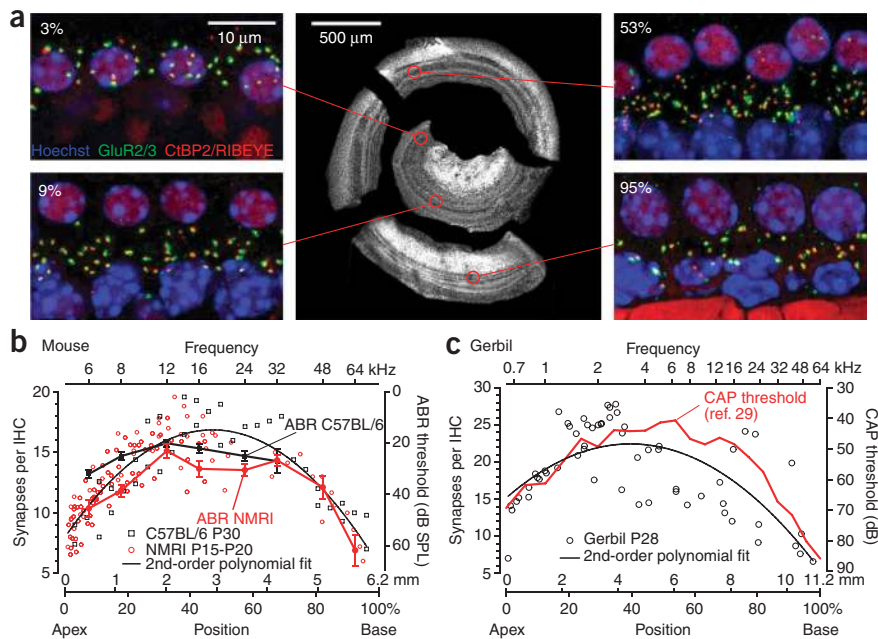 a
3%
10 µm
Hoechst GluR2/3 CtBP2/RIBEYE
9%
500 µm
53%
95%
b
Mouse
Frequency
6 8 12 16 24 32 48 64 kHz
20
15
10
5
Synapses per IHC
0
20
40
60
ABR threshold (dB SPL)
ABR C57BL/6
ABR NMRI
C57BL/6 P30
NMRI P15-P20
2nd-order polynomial fit
0 1 2 3 4 5 6.2 mm
0 20 40 60 80 100%
Apex Position Base
c
Gerbil
Frequency
0.7 1 2 4 6 8 12 16 24 32 48 64
kHz
30
25
20
15
10
5
Synapses per IHC
30
40
50
60
70
80
90
CAP threshold (dB)
CAP threshold
(ref. 29)
Gerbil P28
2nd-order polynomial fit
0 2 4 6 8 10 11.2 mm
0 20 40 60 80 100%
Apex Position Base